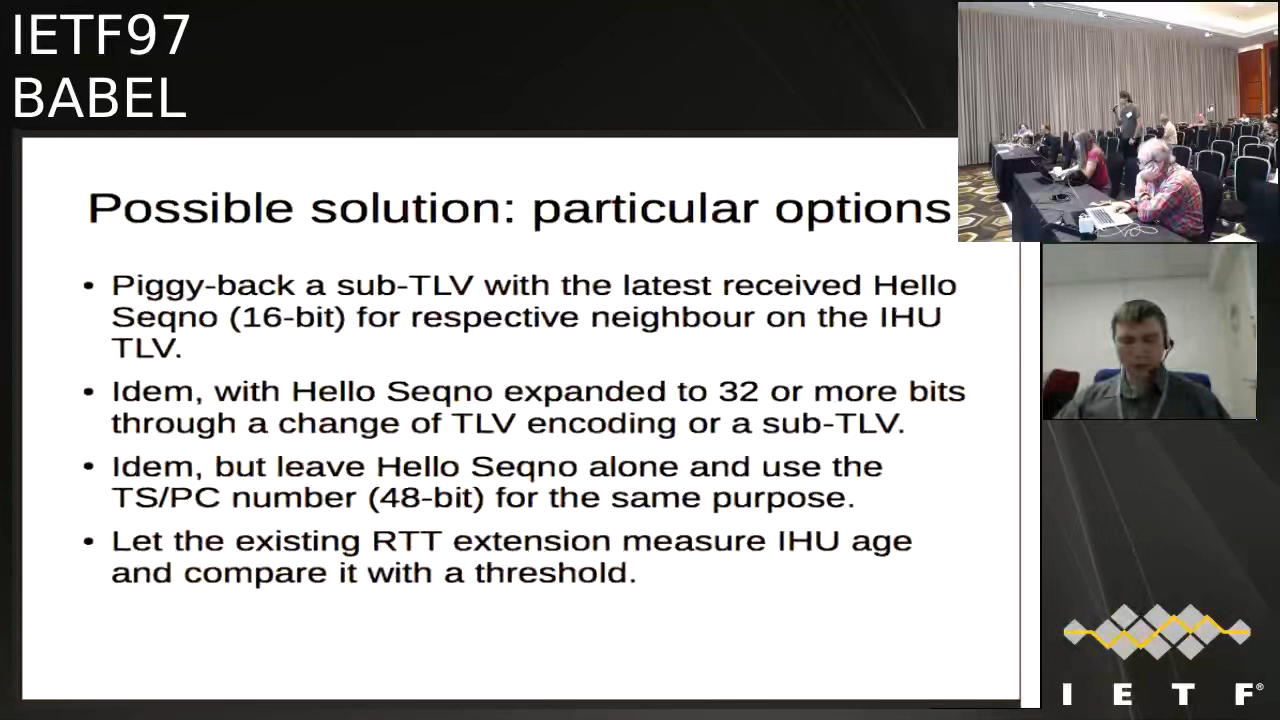 IETF97
BABEL
Possible solution: particular options
• Piggy-back a sub-TLV with the latest received Hello
Seqno (16-bit) for respective neighbour on the IHU
TLV.
• Idem, with Hello Seqno expanded to 32 or more bits
through a change of TLV encoding or a sub-TLV.
• Idem, but leave Hello Seqno alone and use the
TS/PC number (48-bit) for the same purpose.
• Let the existing RTT extension measure IHU age
and compare it with a threshold.
I E T F®